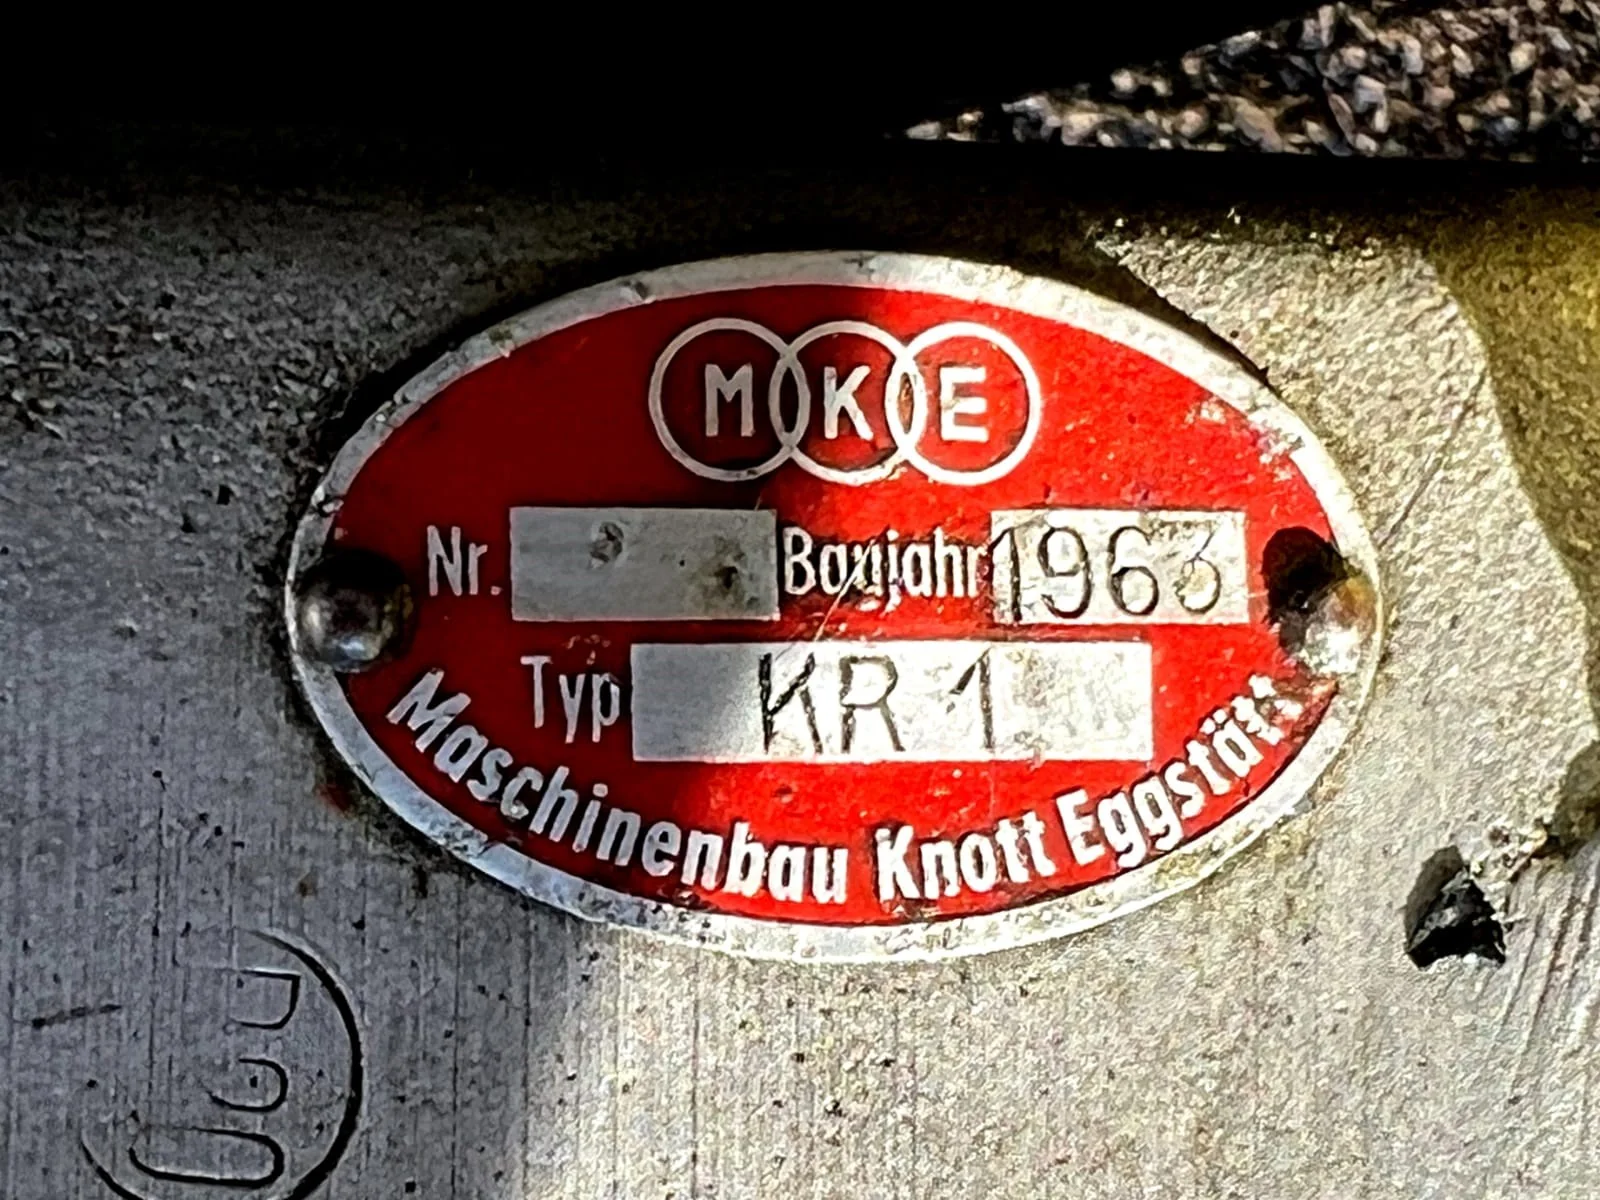 MKE
Nr. Baujahr 1963
Typ KR 1
Maschinenbau Knott Eggstätt